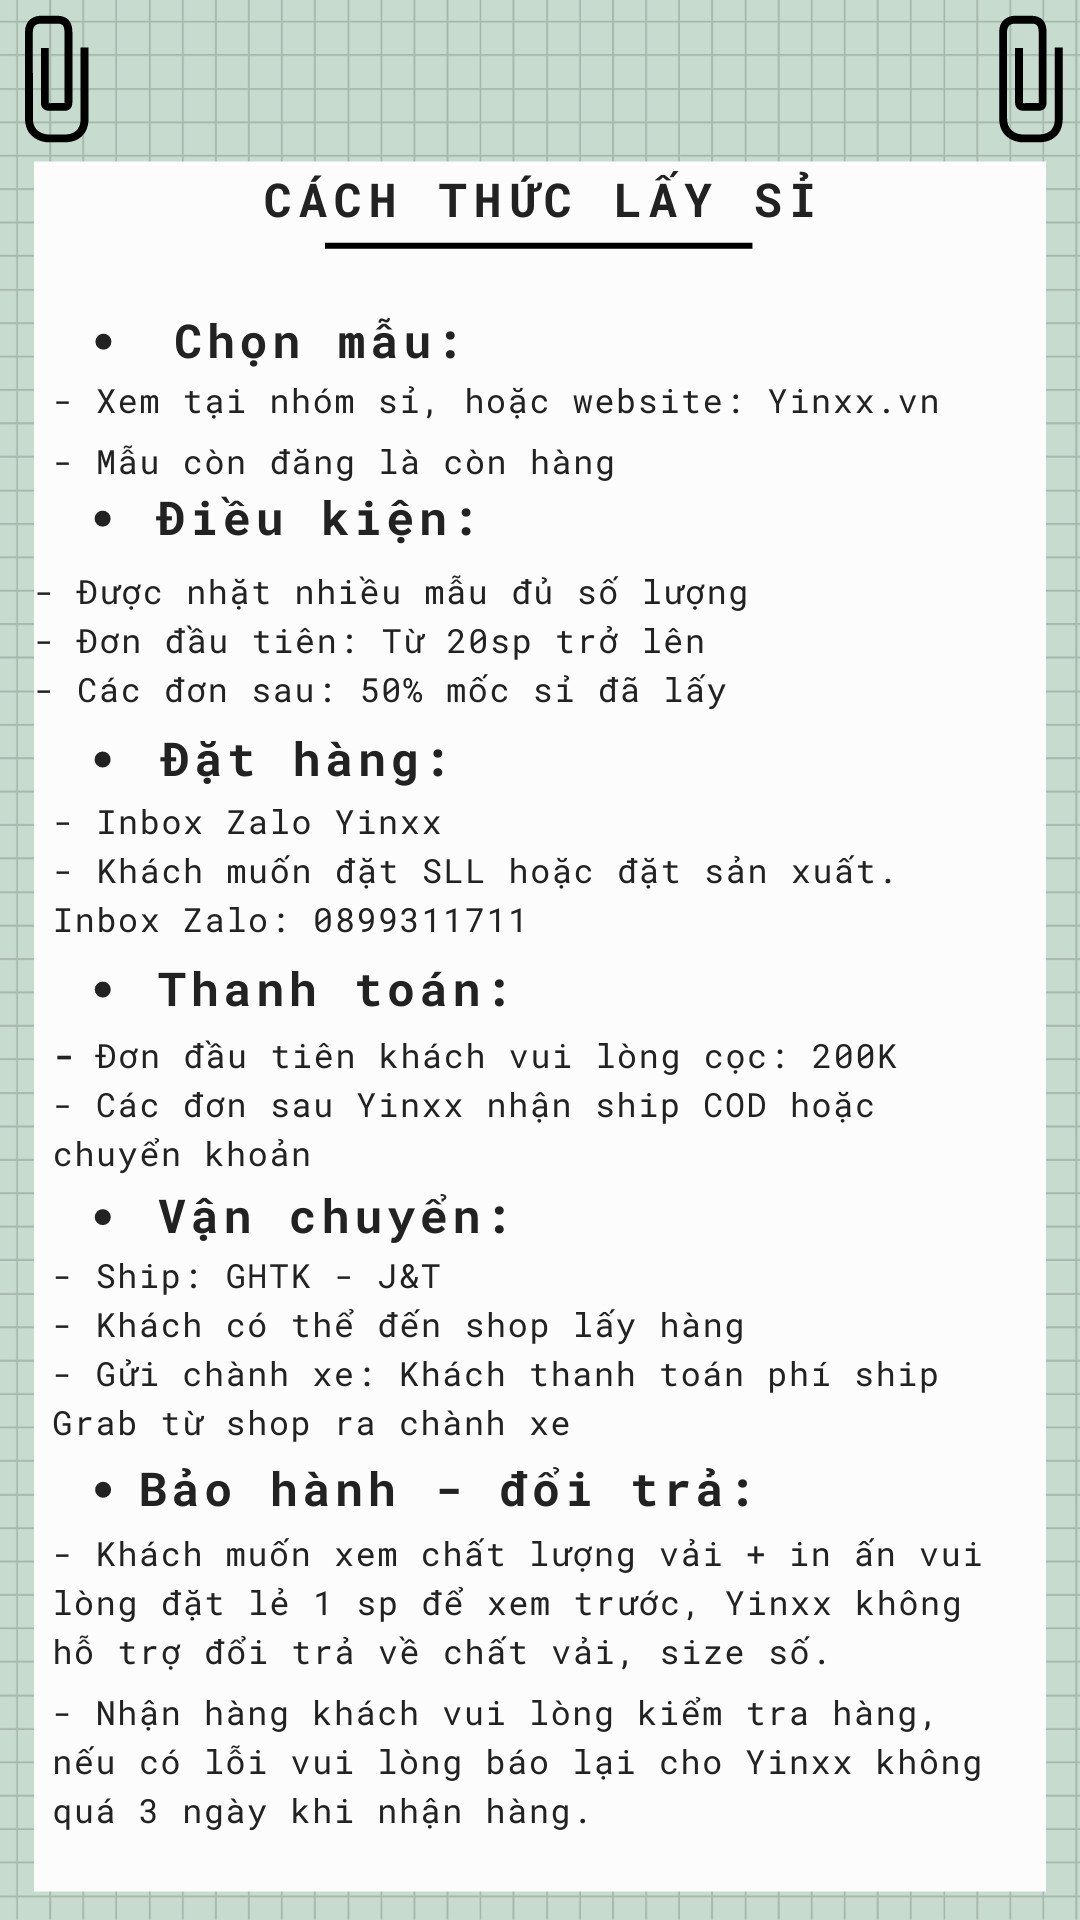 CÁCH THỨC LẤY SỈ
• Chọn mẫu:
- Xem tại nhóm sỉ, hoặc website: Yinxx.vn
- Mẫu còn đăng là còn hàng
• Điều kiện:
- Được nhặt nhiều mẫu đủ số lượng
- Đơn đầu tiên: Từ 20sp trở lên
- Các đơn sau: 50% mốc sỉ đã lấy
• Đặt hàng:
- Inbox Zalo Yinxx
- Khách muốn đặt SLL hoặc đặt sản xuất.
Inbox Zalo: 0899311711
• Thanh toán:
- Đơn đầu tiên khách vui lòng cọc: 200K
- Các đơn sau Yinxx nhận ship COD hoặc
chuyển khoản
• Vận chuyển:
- Ship: GHTK - J&T
- Khách có thể đến shop lấy hàng
- Gửi chành xe: Khách thanh toán phí ship
Grab từ shop ra chành xe
• Bảo hành - đổi trả:
- Khách muốn xem chất lượng vải + in ấn vui
lòng đặt lẻ 1 sp để xem trước, Yinxx không
hỗ trợ đổi trả về chất vải, size số.
- Nhận hàng khách vui lòng kiểm tra hàng,
nếu có lỗi vui lòng báo lại cho Yinxx không
quá 3 ngày khi nhận hàng.